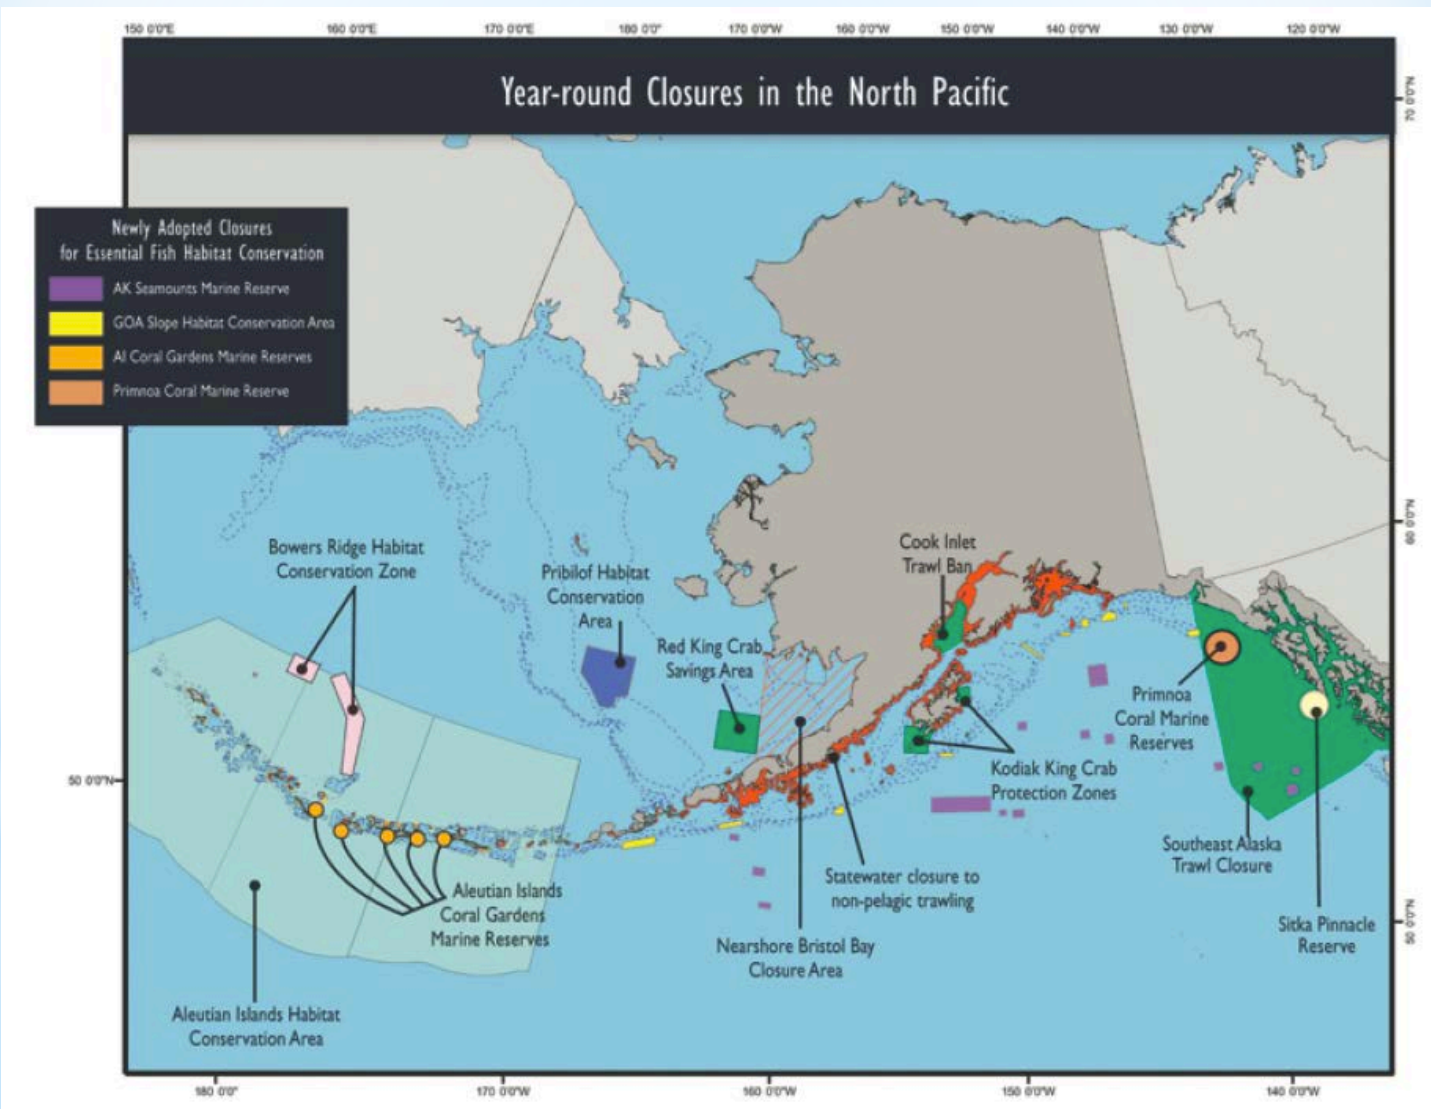 150 0'0"E 160 0'0"E 170 0'0"E 180 0'0" 170 0'0"W 160 0'0"W 150 0'0"W 140 0'0"W 130 0'0"W 120 0'0"W
Year-round Closures in the North Pacific
70 0'0"N
Newly Adopted Closures
for Essential Fish Habitat Conservation
AK Seamounts Marine Reserve
GOA Slope Habitat Conservation Area
AI Coral Gardens Marine Reserves
Primnoa Coral Marine Reserve
60 0'0"N
Bowers Ridge Habitat
Conservation Zone
Pribilof Habitat
Conservation
Area
Red King Crab
Savings Area
Cook Inlet
Trawl Ban
Primnoa
Coral Marine
Reserves
Kodiak King Crab
Protection Zones
50 0'0"N
Southeast Alaska
Trawl Closure
Statewater closure to
non-pelagic trawling
Aleutian Islands
Coral Gardens
Marine Reserves
Nearshore Bristol Bay
Closure Area
Sitka Pinnacle
Reserve
50 0'0"N
Aleutian Islands Habitat
Conservation Area
180 0'0" 170 0'0"W 160 0'0"W 150 0'0"W 140 0'0"W